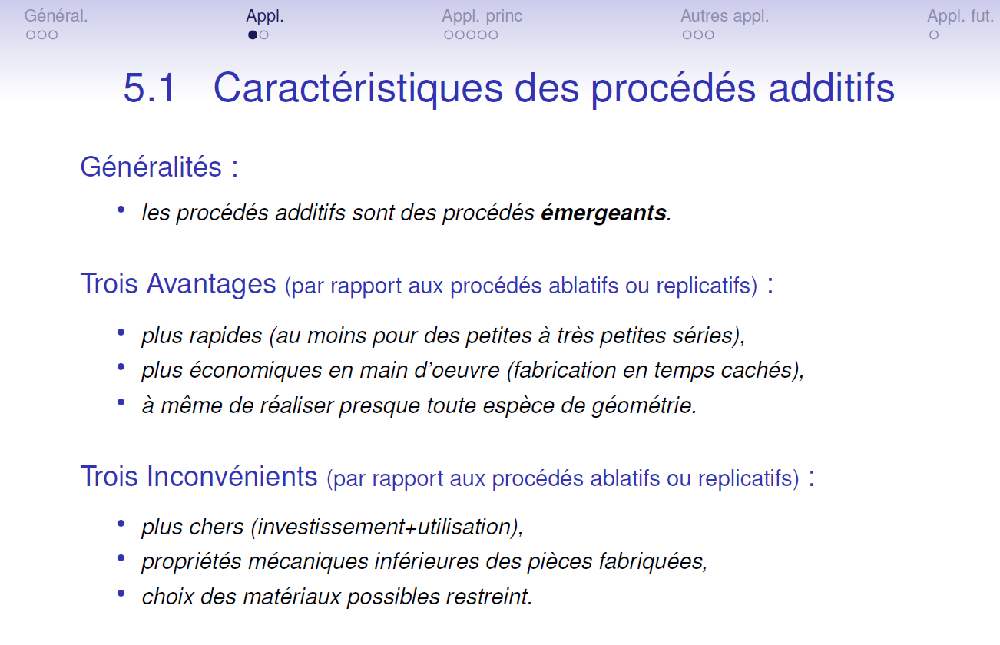 Général. Appl. Appl. princ Autres appl. Appl. fut.
5.1 Caractéristiques des procédés additifs
Généralités :
• les procédés additifs sont des procédés émergeants.
Trois Avantages (par rapport aux procédés ablatifs ou replicatifs) :
• plus rapides (au moins pour des petites à très petites séries),
• plus économiques en main d'oeuvre (fabrication en temps cachés),
• à même de réaliser presque toute espèce de géométrie.
Trois Inconvénients (par rapport aux procédés ablatifs ou replicatifs) :
• plus chers (investissement+utilisation),
• propriétés mécaniques inférieures des pièces fabriquées,
• choix des matériaux possibles restreint.